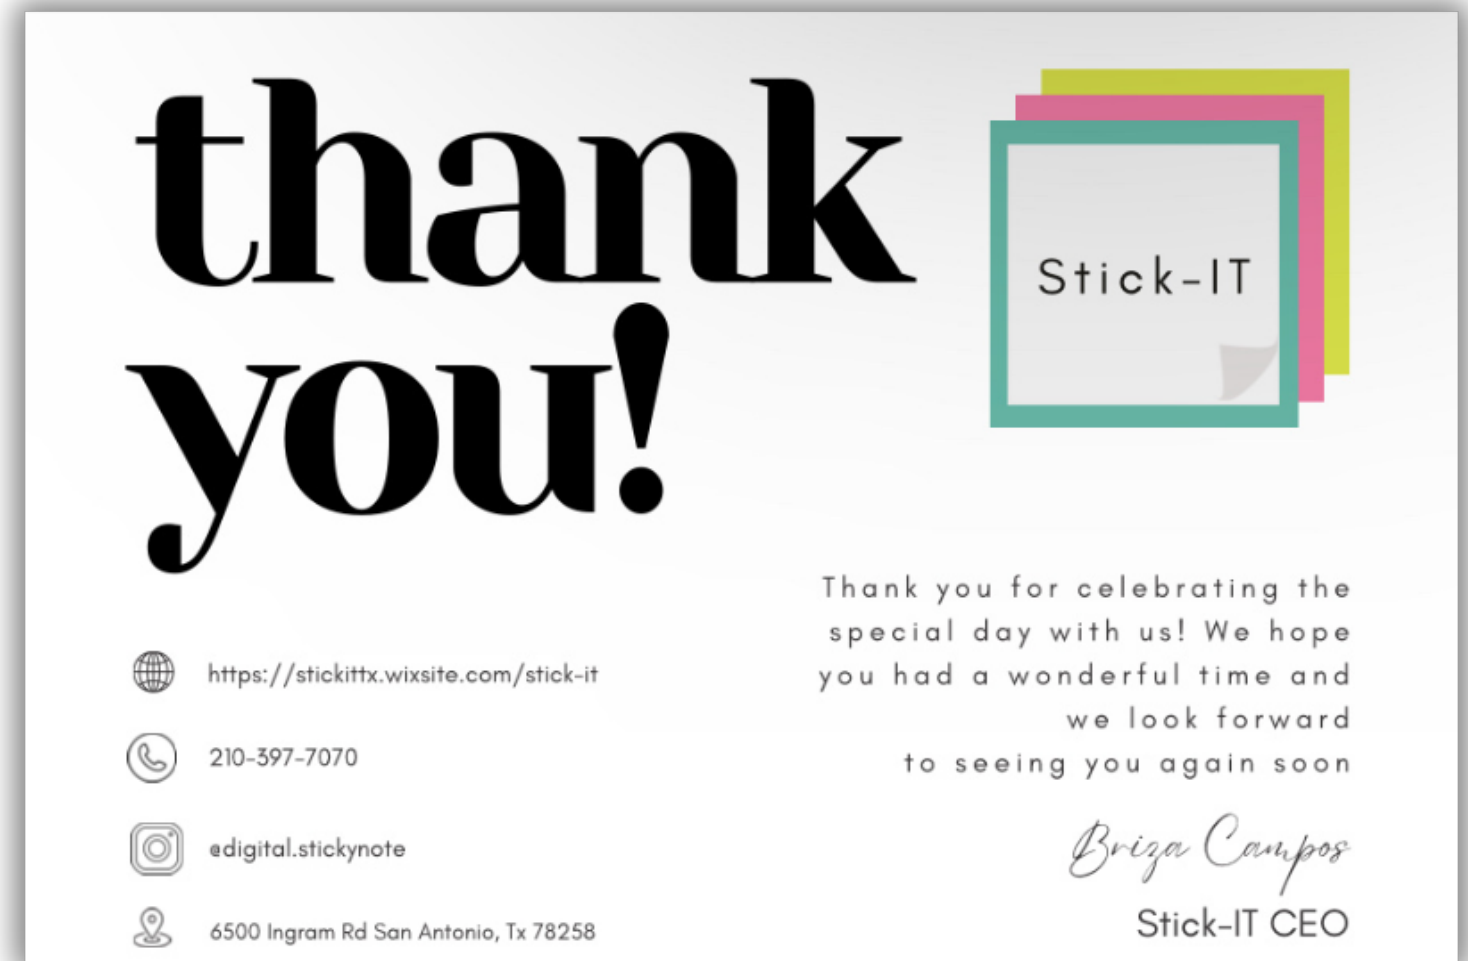 thank
you!
Stick-IT
https://stickittx.wixsite.com/stick-it
210-397-7070
@digital.stickynote
6500 Ingram Rd San Antonio, Tx 78258
Thank you for celebrating the
special day with us! We hope
you had a wonderful time and
we look forward
to seeing you again soon
Briza Campos
Stick-IT CEO